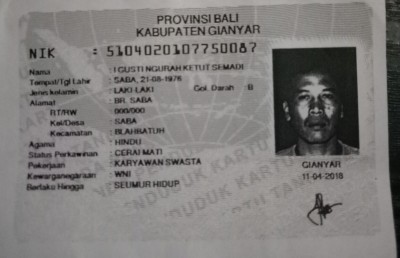 PROVINSI BALI
KABUPATEN GIANYAR
NIK : 5104020107750087
Nama : I GUSTI NGURAH KETUT SEMADI
Tempat/Tgl Lahir : SABA, 21-08-1976
Jenis kelamin : LAKI-LAKI Gol. Darah B
Alamat : BR. SABA
RT/RW : 000/000
Kel/Desa : SABA
Kecamatan : BLAHBATUH
Agama : HINDU
Status Perkawinan : CERAI MATI
Pekerjaan : KARYAWAN SWASTA
Kewarganegaraan : WNI
Berlaku Hingga : SEUMUR HIDUP
GIANYAR
11-04-2018